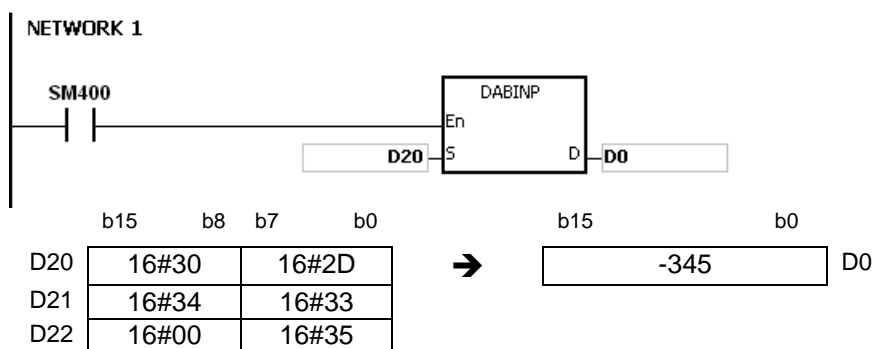 NETWORK 1
SM400
DABINP
En
D20 S D D0
b15 b8 b7 b0 b15 b0
D20 16#30 16#2D ➔ -345 D0
D21 16#34 16#33
D22 16#00 16#35